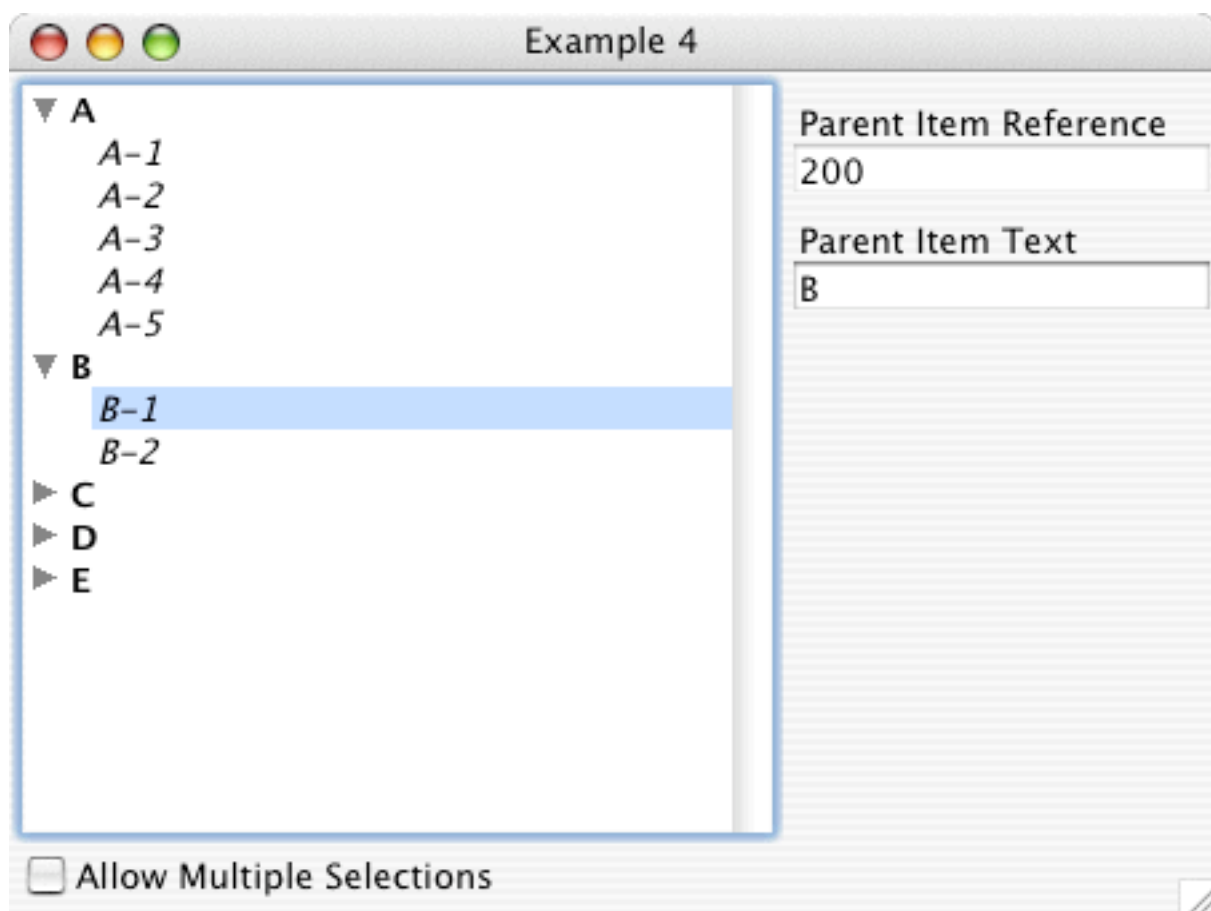 Example 4
A
A-1
A-2
A-3
A-4
A-5
B
B-1
B-2
C
D
E
Parent Item Reference
200
Parent Item Text
B
Allow Multiple Selections